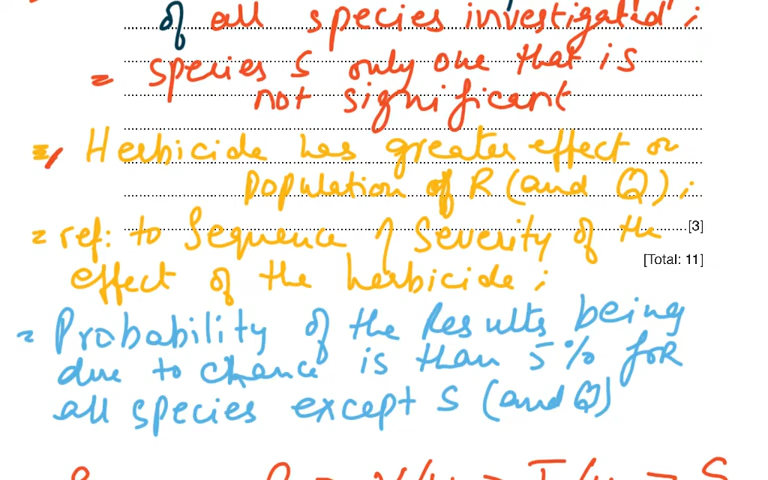 of all species investigated;
= species S only one that is
not significant
= Herbicide has greater effect on
population of R (and Q);
[3]
= ref: to Sequence of Severity of the
effect of the herbicide;
[Total: 11]
= Probability of the Results being
due to chance is than 5% for
all species except S (and Q)